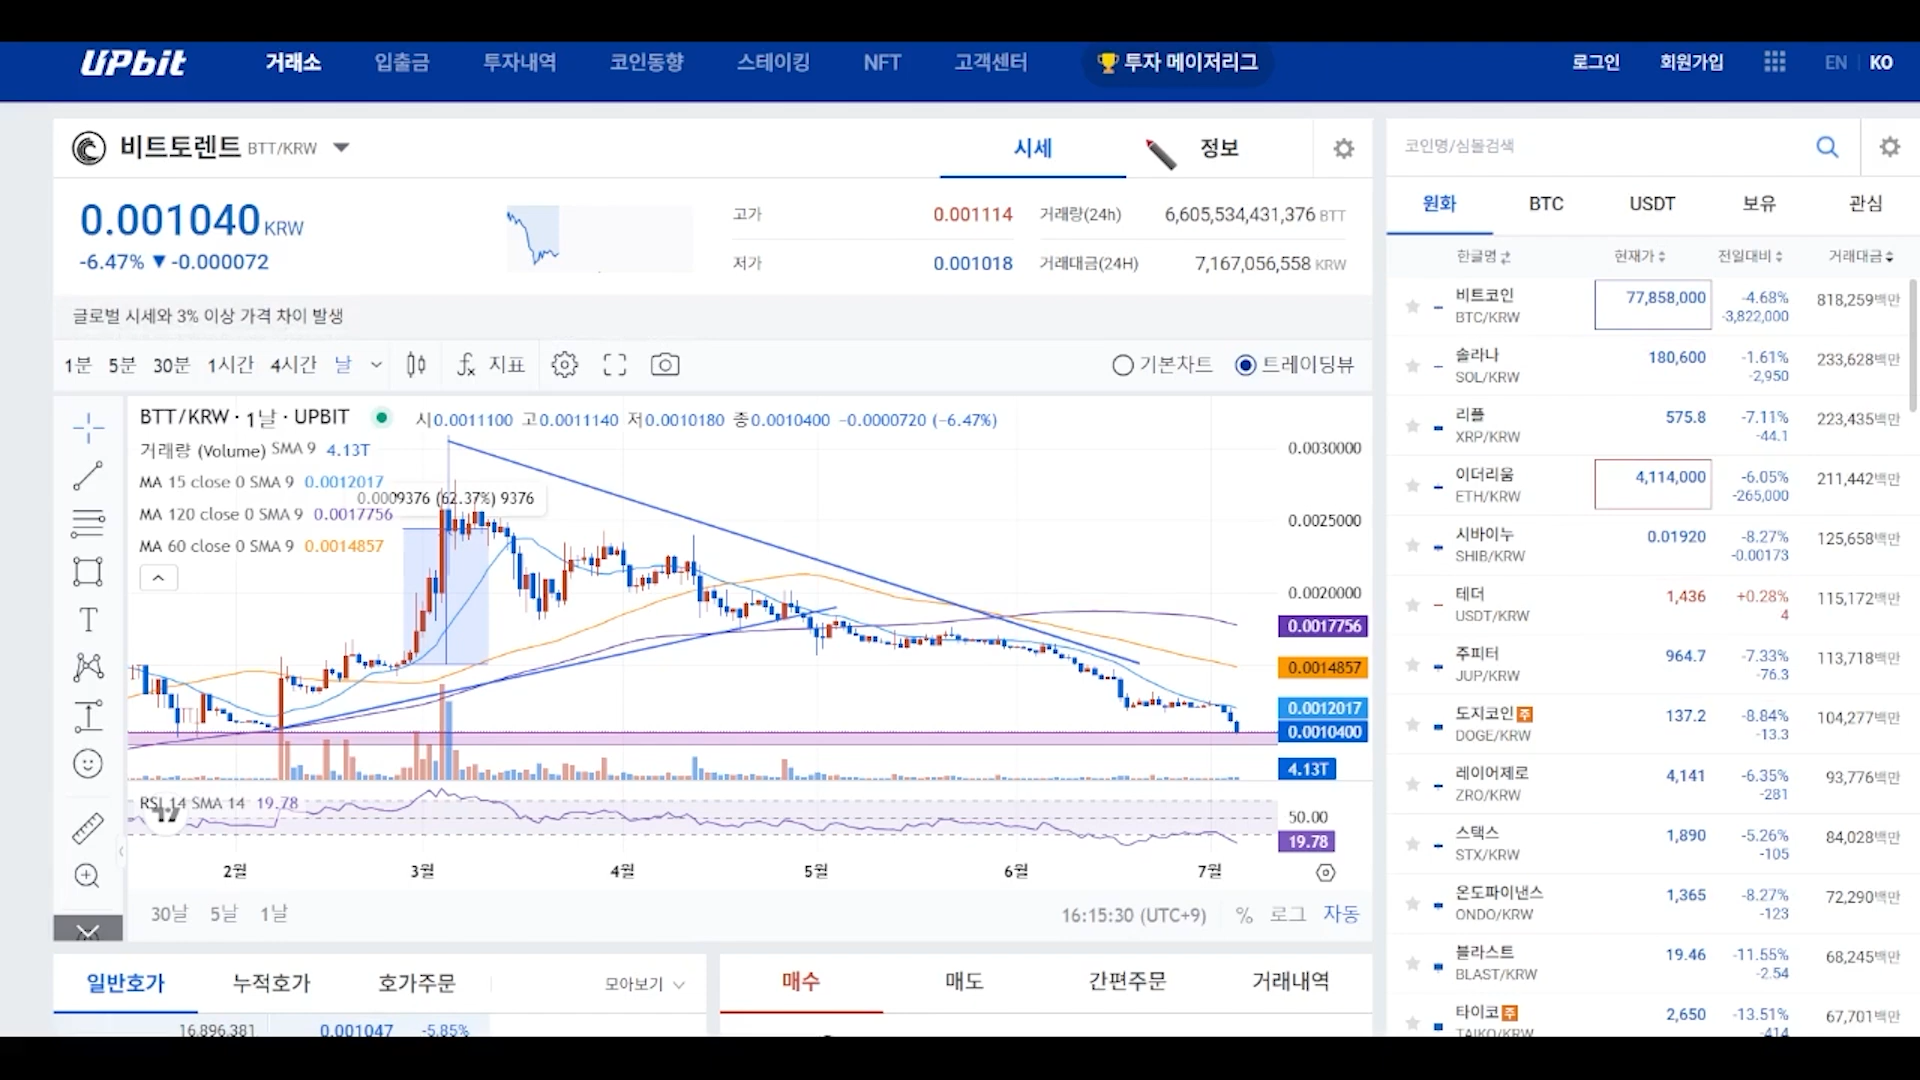 UPbit 거래소 입출금 투자내역 코인동향 스테이킹 NFT 고객센터 투자 메이저리그 로그인 회원가입 EN KO
비트토렌트 BTT/KRW 시세 정보
0.001040 KRW
-6.47% ▼ -0.000072
고가 0.001114 거래량(24h) 6,605,534,431,376 BTT
저가 0.001018 거래대금(24H) 7,167,056,558 KRW
글로벌 시세와 3% 이상 가격 차이 발생
1분 5분 30분 1시간 4시간 날 지표 기본차트 트레이딩뷰
BTT/KRW · 1날 · UPBIT 시0.0011100 고0.0011140 저0.0010180 종0.0010400 −0.0000720 (−6.47%)
거래량 (Volume) SMA 9 4.13T
MA 15 close 0 SMA 9 0.0012017
0.0009376 (62.37%) 9376
MA 120 close 0 SMA 9 0.0017756
MA 60 close 0 SMA 9 0.0014857
0.0030000
0.0025000
0.0020000
0.0017756
0.0014857
0.0012017
0.0010400
4.13T
RSI 14 SMA 14 19.78
50.00
19.78
2월 3월 4월 5월 6월 7월
30날 5날 1날 16:15:30 (UTC+9) % 로그 자동
일반호가 누적호가 호가주문 모아보기
16,896.381 0.001047 -5.85%
매수 매도 간편주문 거래내역
코인명/심볼검색
원화 BTC USDT 보유 관심
한글명 현재가 전일대비 거래대금
비트코인 77,858,000 -4.68% 818,259백만
BTC/KRW -3,822,000
솔라나 180,600 -1.61% 233,628백만
SOL/KRW -2,950
리플 575.8 -7.11% 223,435백만
XRP/KRW -44.1
이더리움 4,114,000 -6.05% 211,442백만
ETH/KRW -265,000
시바이누 0.01920 -8.27% 125,658백만
SHIB/KRW -0.00173
테더 1,436 +0.28% 115,172백만
USDT/KRW 4
주피터 964.7 -7.33% 113,718백만
JUP/KRW -76.3
도지코인 주 137.2 -8.84% 104,277백만
DOGE/KRW -13.3
레이어제로 4,141 -6.35% 93,776백만
ZRO/KRW -281
스택스 1,890 -5.26% 84,028백만
STX/KRW -105
온도파이낸스 1,365 -8.27% 72,290백만
ONDO/KRW -123
블라스트 19.46 -11.55% 68,245백만
BLAST/KRW -2.54
타이코 주 2,650 -13.51% 67,701백만
TAIKO/KRW -414